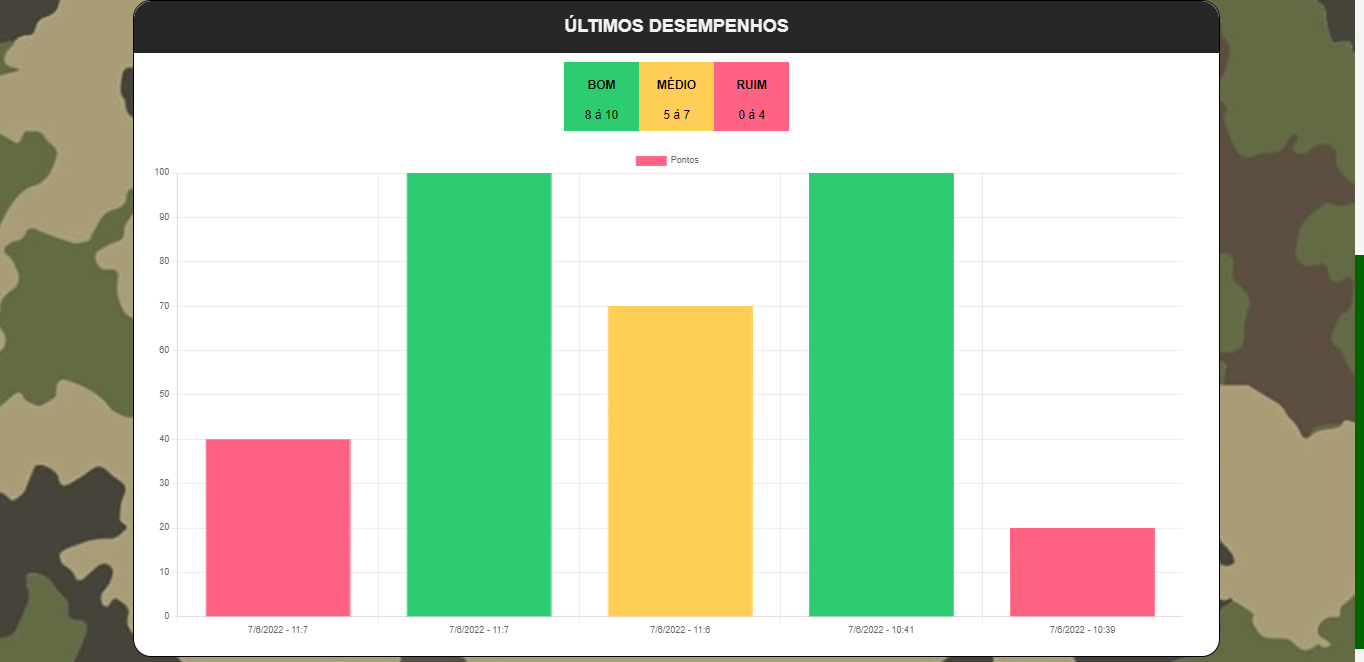 ÚLTIMOS DESEMPENHOS
BOM MÉDIO RUIM
8 á 10 5 á 7 0 á 4
Pontos
100
90
80
70
60
50
40
30
20
10
0
7/6/2022 - 11:7 7/6/2022 - 11:7 7/6/2022 - 11:6 7/6/2022 - 10:41 7/6/2022 - 10:39